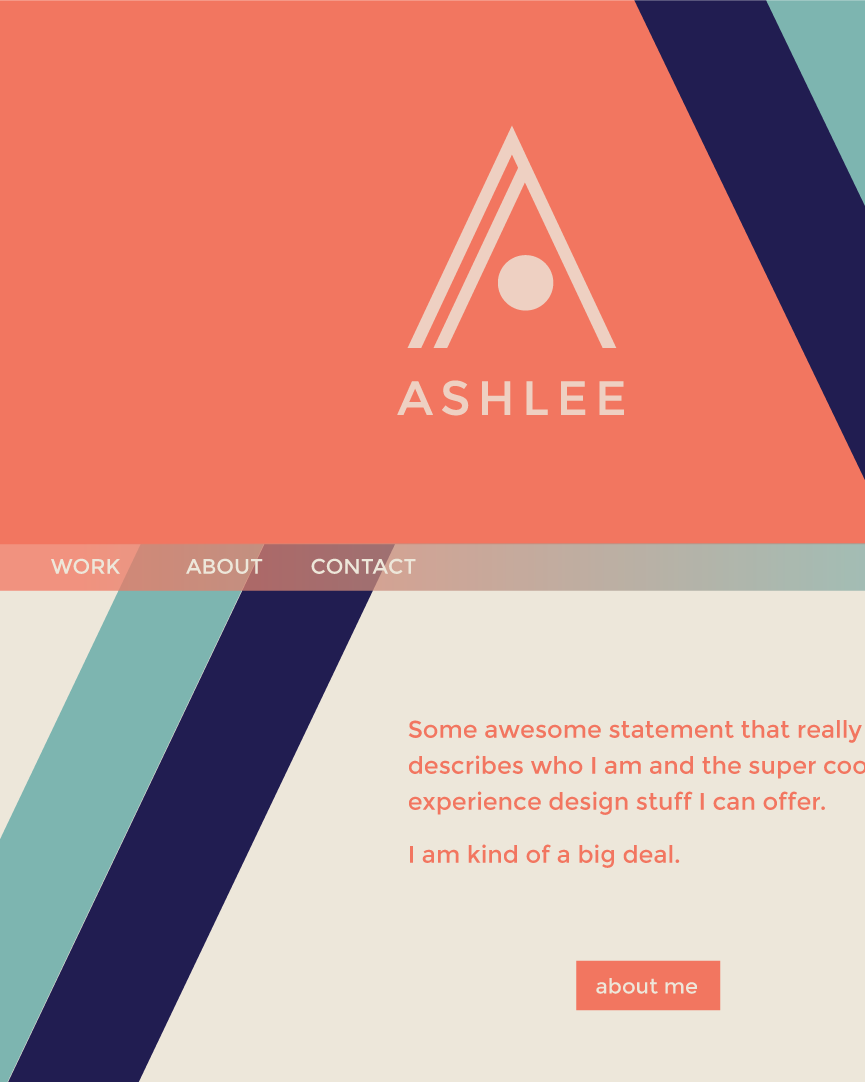 ASHLEE
WORK ABOUT CONTACT
Some awesome statement that really
describes who I am and the super coo
experience design stuff I can offer.
I am kind of a big deal.
about me